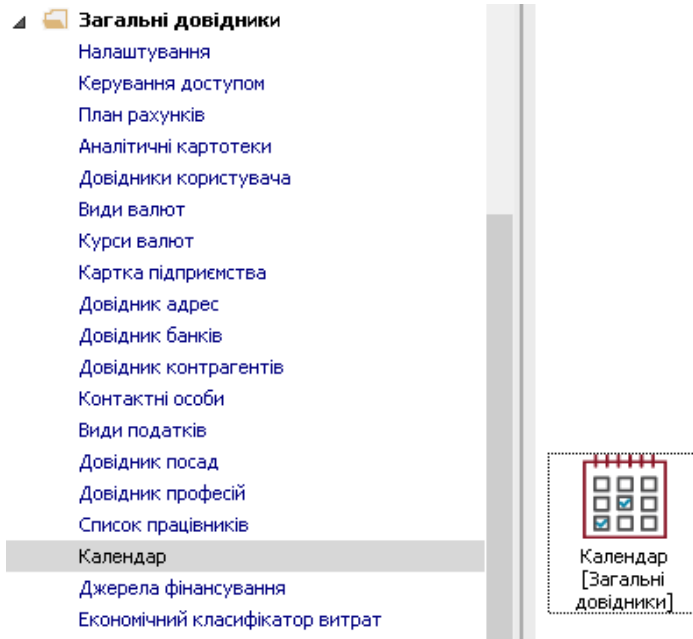 Загальні довідники
Налаштування
Керування доступом
План рахунків
Аналітичні картотеки
Довідники користувача
Види валют
Курси валют
Картка підприємства
Довідник адрес
Довідник банків
Довідник контрагентів
Контактні особи
Види податків
Довідник посад
Довідник професій
Список працівників
Календар
Джерела фінансування
Економічний класифікатор витрат
Календар
[Загальні
довідники]